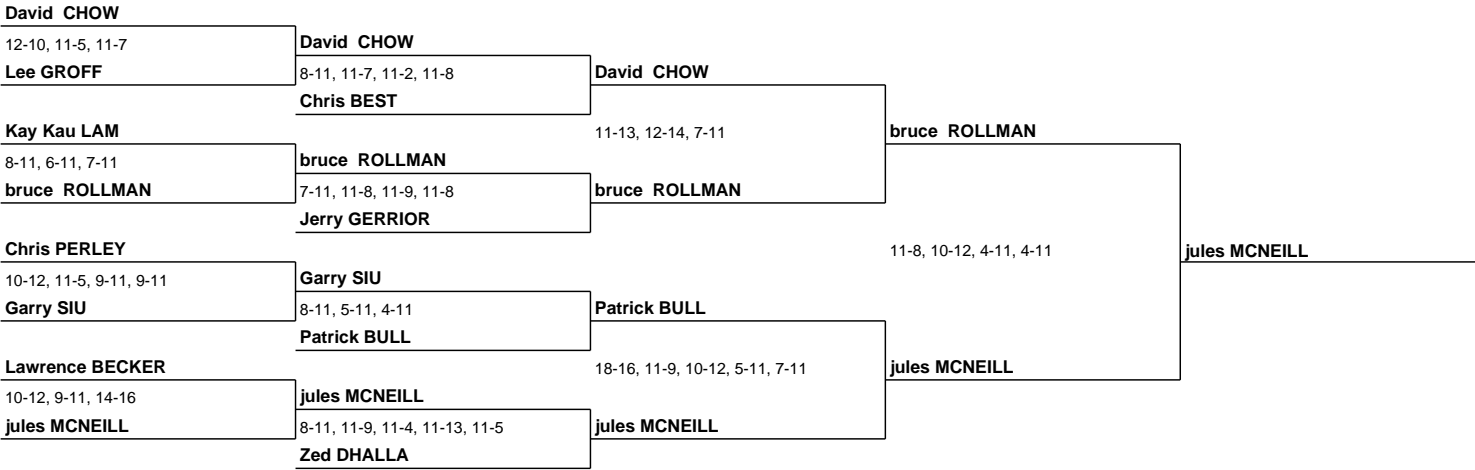 David  CHOW
12-10, 11-5, 11-7
David  CHOW
Lee GROFF
8-11, 11-7, 11-2, 11-8
David  CHOW
Chris BEST
Kay Kau LAM
11-13, 12-14, 7-11
bruce  ROLLMAN
8-11, 6-11, 7-11
bruce  ROLLMAN
bruce  ROLLMAN
7-11, 11-8, 11-9, 11-8
bruce  ROLLMAN
Jerry GERRIOR
Chris PERLEY
11-8, 10-12, 4-11, 4-11
jules MCNEILL
10-12, 11-5, 9-11, 9-11
Garry SIU
Garry SIU
8-11, 5-11, 4-11
Patrick BULL
Patrick BULL
Lawrence BECKER
18-16, 11-9, 10-12, 5-11, 7-11
jules MCNEILL
10-12, 9-11, 14-16
jules MCNEILL
jules MCNEILL
8-11, 11-9, 11-4, 11-13, 11-5
jules MCNEILL
Zed DHALLA